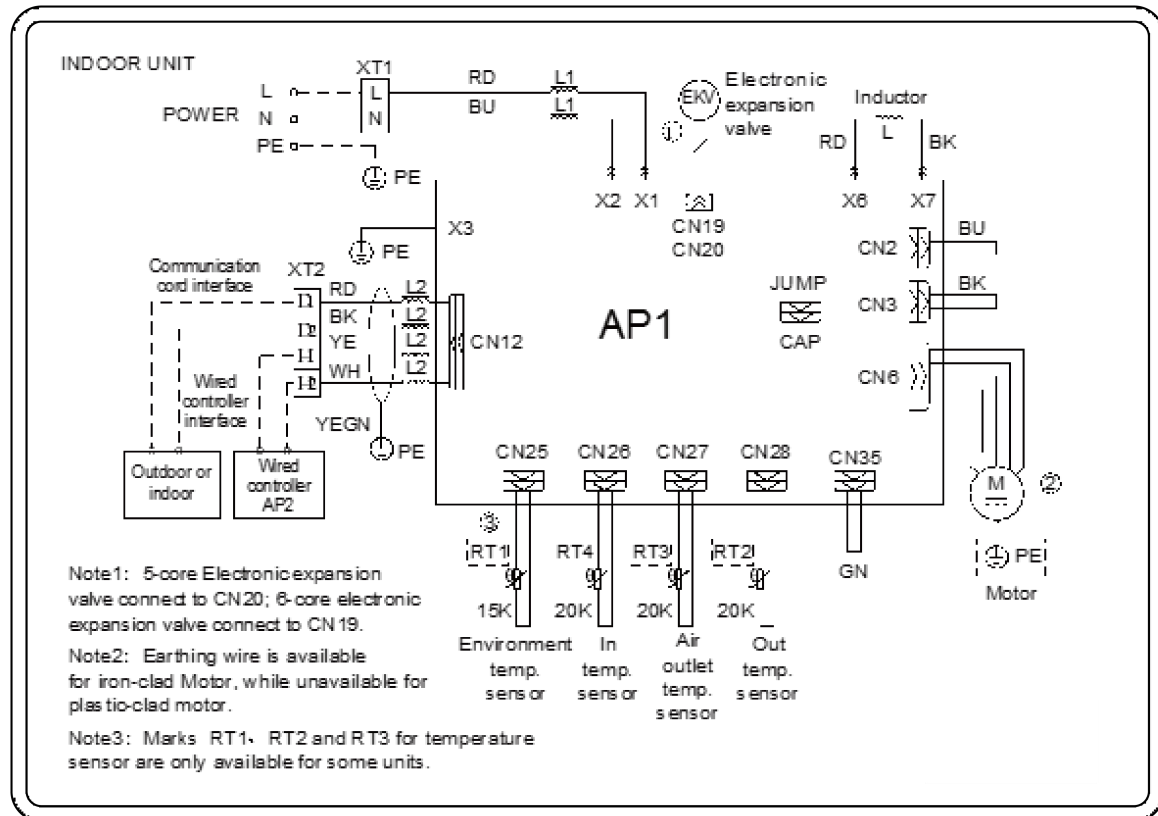 INDOOR UNIT
XT1
RD
L1
BU
L1
L
N
PE
POWER
L
N
PE
EKV
Electronic
expansion
valve
①
Inductor
L
RD
BK
X2
X1
CN19
CN20
X6
X7
X3
PE
Communication
cord interface
XT2
D1
D2
H1
H2
RD
BK
YE
WH
L2
L2
L2
L2
CN12
YEGN
PE
Wired
controller
interface
Outdoor or
indoor
Wired
controller
AP2
AP1
JUMP
CAP
CN2
BU
CN3
BK
CN6
CN25
CN26
CN27
CN28
CN35
M
②
PE
Motor
③
RT1
RT4
RT3
RT2
15K
20K
20K
20K
GN
Environment
temp.
sensor
In
temp.
sensor
Air
outlet
temp.
sensor
Out
temp.
sensor
Note1: 5-core Electronic expansion
valve connect to CN20; 6-core electronic
expansion valve connect to CN19.
Note2: Earthing wire is available
for iron-clad Motor, while unavailable for
plastic-clad motor.
Note3: Marks RT1、RT2 and RT3 for temperature
sensor are only available for some units.